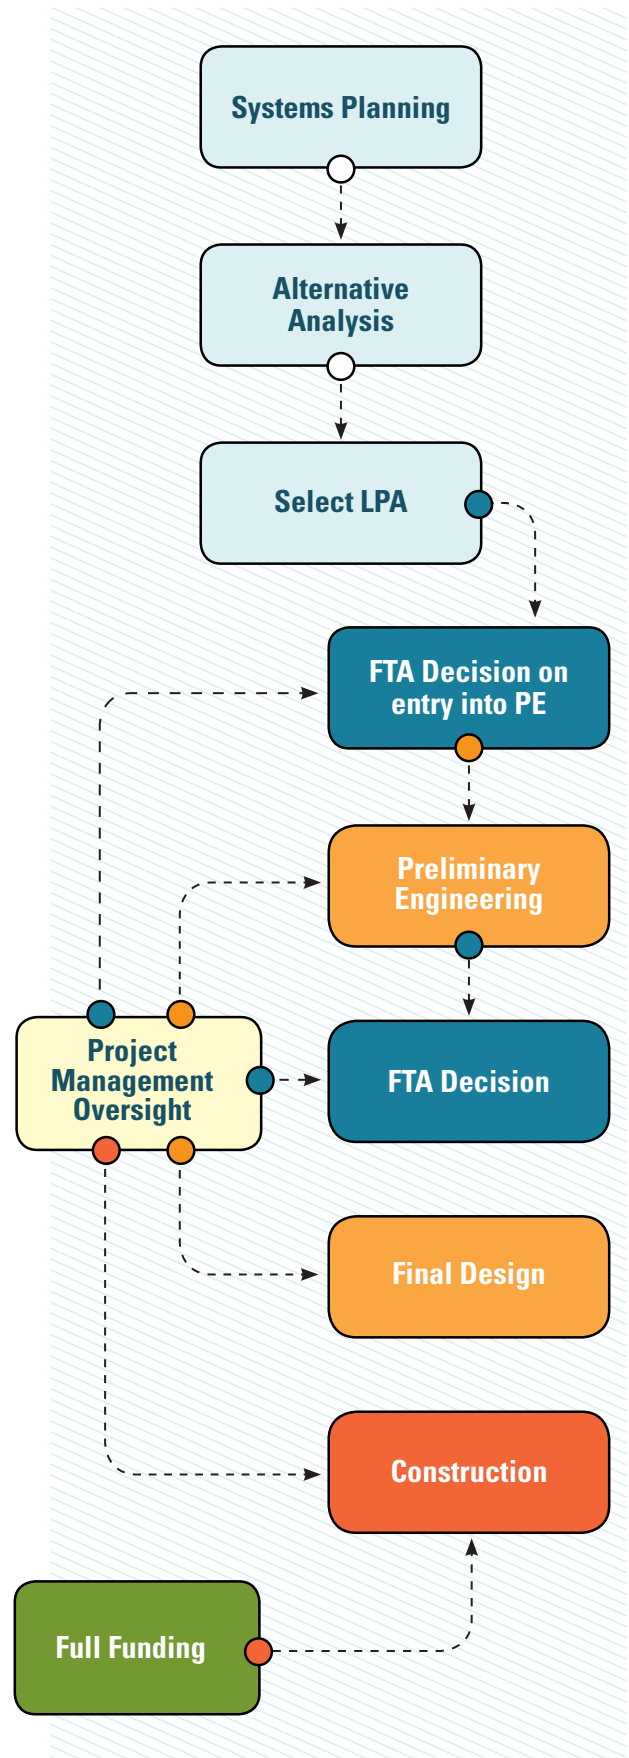 Systems Planning
Alternative
Analysis
Select LPA
FTA Decision on
entry into PE
Preliminary
Engineering
Project
Management
Oversight
FTA Decision
Final Design
Construction
Full Funding